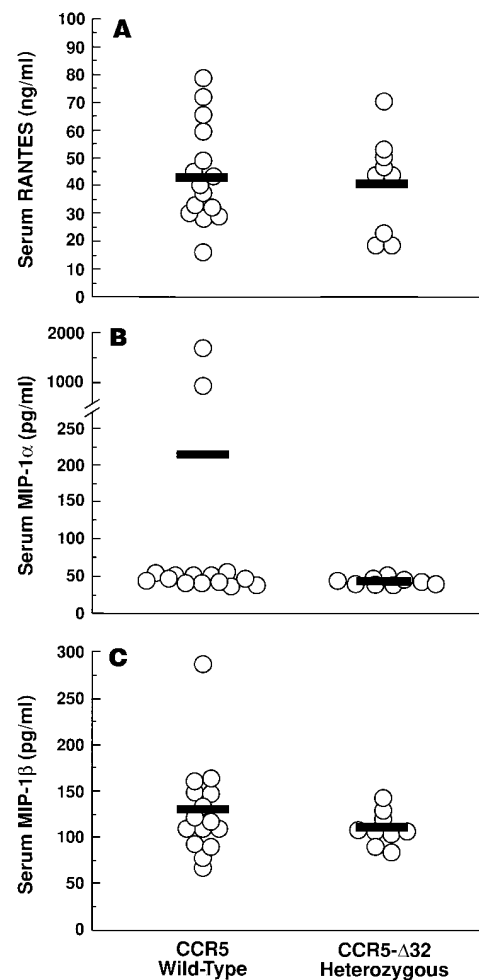 A
Serum RANTES (ng/ml)
100
90
80
70
60
50
40
30
20
10
0
B
Serum MIP-1α (pg/ml)
2000
1000
250
200
150
100
50
0
C
Serum MIP-1β (pg/ml)
300
250
200
150
100
50
0
CCR5
Wild-Type
CCR5-Δ32
Heterozygous